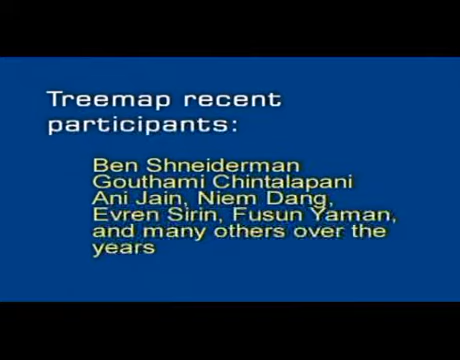 Treemap recent
participants:
Ben Shneiderman
Gouthami Chintalapani
Ani Jain, Niem Dang,
Evren Sirin, Fusun Yaman,
and many others over the
years